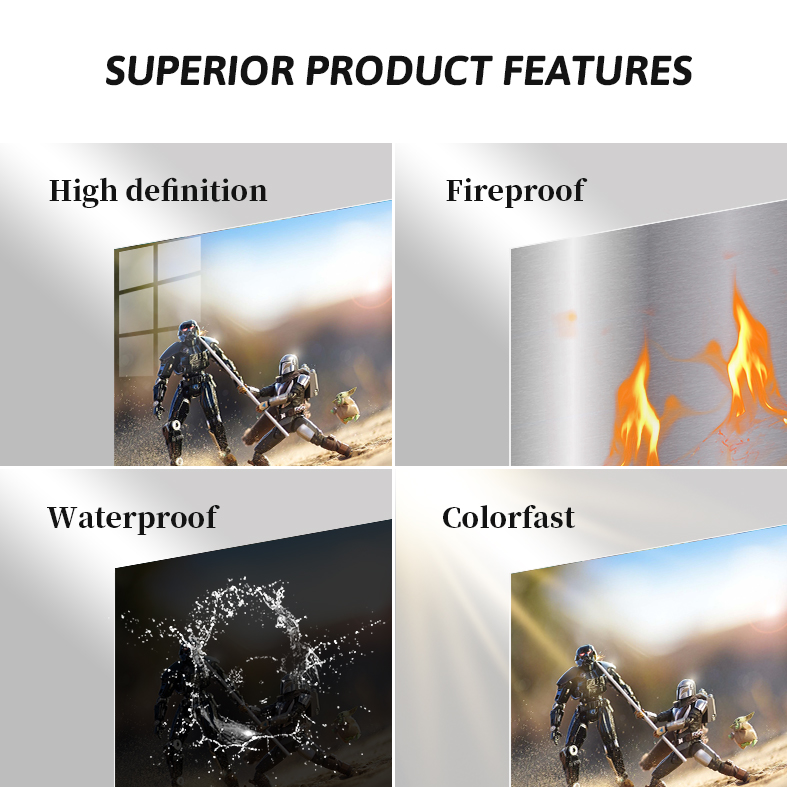 SUPERIOR PRODUCT FEATURES
High definition
Fireproof
Waterproof
Colorfast